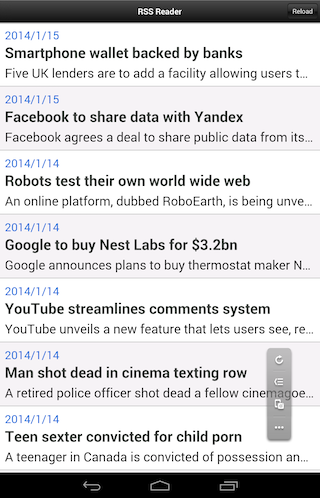 RSS Reader
Reload
2014/1/15
Smartphone wallet backed by banks
Five UK lenders are to add a facility allowing users t...
2014/1/15
Facebook to share data with Yandex
Facebook agrees a deal to share public data from its...
2014/1/14
Robots test their own world wide web
An online platform, dubbed RoboEarth, is being unve...
2014/1/14
Google to buy Nest Labs for $3.2bn
Google announces plans to buy thermostat maker N...
2014/1/14
YouTube streamlines comments system
YouTube unveils a new feature that lets users see, re...
2014/1/14
Man shot dead in cinema texting row
A retired police officer shot dead a fellow cinemagoe...
2014/1/14
Teen sexter convicted for child porn
A teenager in Canada is convicted of possession an...